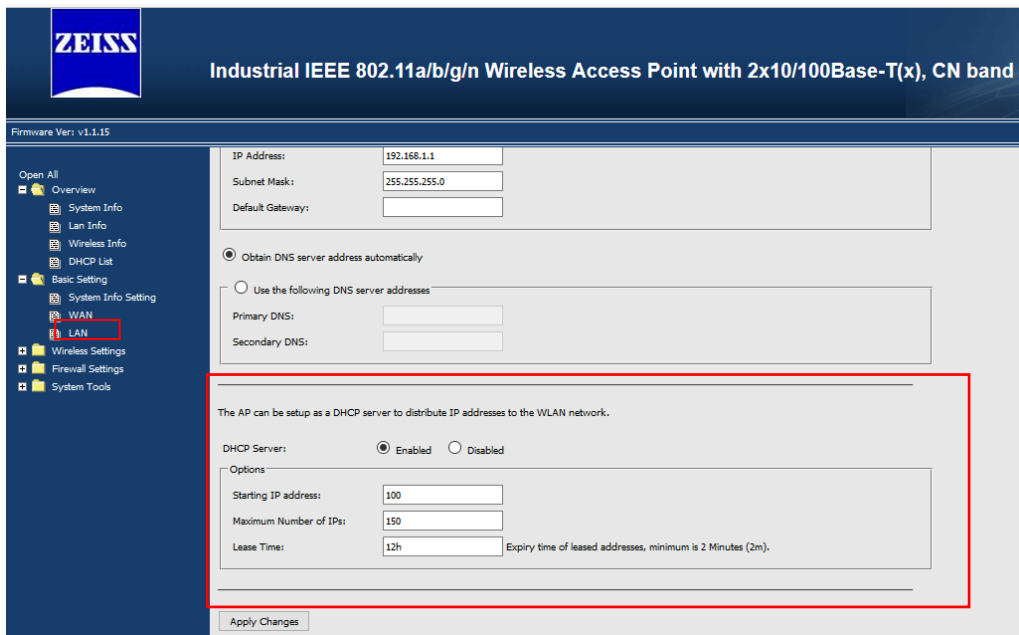 ZEISS
Industrial IEEE 802.11a/b/g/n Wireless Access Point with 2x10/100Base-T(x), CN band
Firmware Ver: v1.1.15
Open All
Overview
System Info
Lan Info
Wireless Info
DHCP List
Basic Setting
System Info Setting
WAN
LAN
Wireless Settings
Firewall Settings
System Tools
IP Address: 192.168.1.1
Subnet Mask: 255.255.255.0
Default Gateway:
Obtain DNS server address automatically
Use the following DNS server addresses
Primary DNS:
Secondary DNS:
The AP can be setup as a DHCP server to distribute IP addresses to the WLAN network.
DHCP Server: Enabled Disabled
Options
Starting IP address: 100
Maximum Number of IPs: 150
Lease Time: 12h Expiry time of leased addresses, minimum is 2 Minutes (2m).
Apply Changes